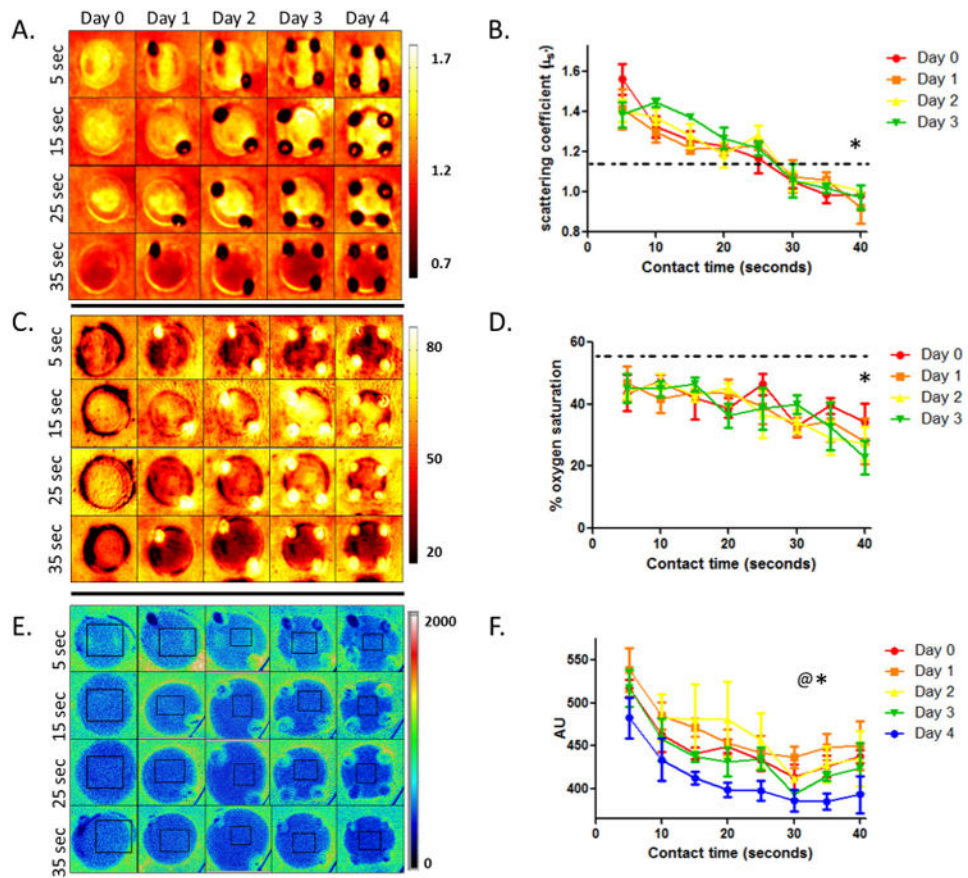 A.
Day 0 Day 1 Day 2 Day 3 Day 4
5 sec
15 sec
25 sec
35 sec
1.7
1.2
0.7
B.
scattering coefficient (μs')
1.6
1.4
1.2
1.0
0.8
0 10 20 30 40
Contact time (seconds)
*
Day 0
Day 1
Day 2
Day 3
C.
5 sec
15 sec
25 sec
35 sec
80
50
20
D.
% oxygen saturation
60
40
20
0
0 10 20 30 40
Contact time (seconds)
*
Day 0
Day 1
Day 2
Day 3
E.
5 sec
15 sec
25 sec
35 sec
2000
0
F.
AU
550
500
450
400
0 10 20 30 40
Contact time (seconds)
@ *
Day 0
Day 1
Day 2
Day 3
Day 4